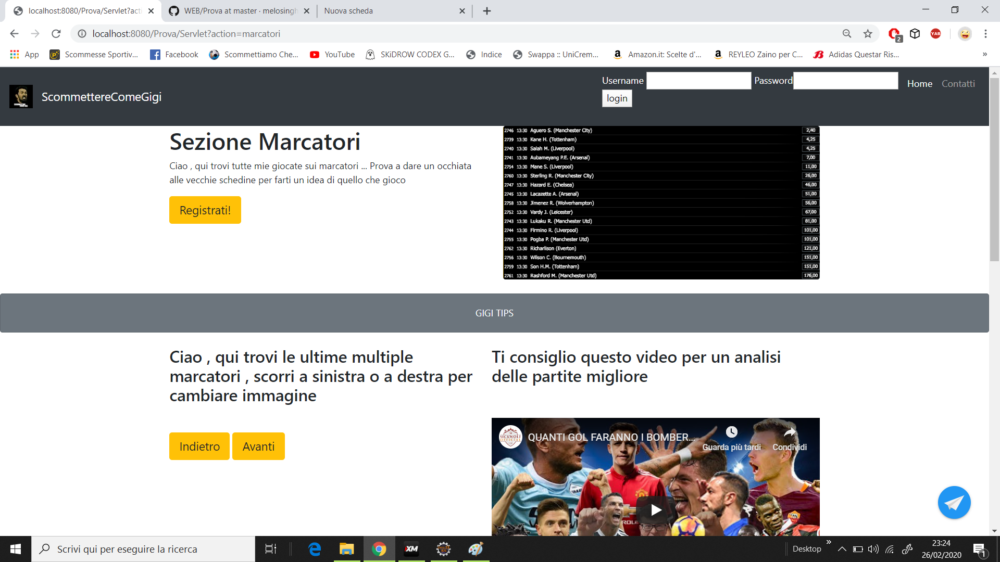 localhost:8080/Prova/Servlet?acti
WEB/Prova at master · melosingh
Nuova scheda
localhost:8080/Prova/Servlet?action=marcatori
2
YAB
App
Scommesse Sportiv...
Facebook
Scommettiamo Che...
YouTube
SKiDROW CODEX G...
Indice
Swappa :: UniCrem...
Amazon.it: Scelte d'...
REYLEO Zaino per C...
Adidas Questar Ris...
»
ScommettereComeGigi
Username
Password
Home
Contatti
login
Sezione Marcatori
Ciao , qui trovi tutte mie giocate sui marcatori ... Prova a dare un occhiata
alle vecchie schedine per farti un idea di quello che gioco
Registrati!
2746 13:30 Aguero S. (Manchester City) 2,40
2739 13:30 Kane H. (Tottenham) 4,25
2740 13:30 Salah M. (Liverpool) 4,25
2741 13:30 Aubameyang P.E. (Arsenal) 7,00
2754 13:30 Mane S. (Liverpool) 11,00
2760 13:30 Sterling R. (Manchester City) 26,00
2747 13:30 Hazard E. (Chelsea) 46,00
2745 13:30 Lacazette A. (Arsenal) 51,00
2758 13:30 Jimenez R. (Wolverhampton) 56,00
2752 13:30 Vardy J. (Leicester) 67,00
2743 13:30 Lukaku R. (Manchester Utd) 81,00
2744 13:30 Firmino R. (Liverpool) 101,00
2755 13:30 Pogba P. (Manchester Utd) 101,00
2762 13:30 Richarlison (Everton) 121,00
2756 13:30 Wilson C. (Bournemouth) 151,00
2759 13:30 Son H.M. (Tottenham) 151,00
2761 13:30 Rashford M. (Manchester Utd) 176,00
GIGI TIPS
Ciao , qui trovi le ultime multiple
marcatori , scorri a sinistra o a destra per
cambiare immagine
Indietro
Avanti
Ti consiglio questo video per un analisi
delle partite migliore
SICKWOLF
OFFICIAL
QUANTI GOL FARANNO I BOMBER...
Guarda più tardi
Condividi
Scrivi qui per eseguire la ricerca
XM
Desktop
»
23:24
26/02/2020
1